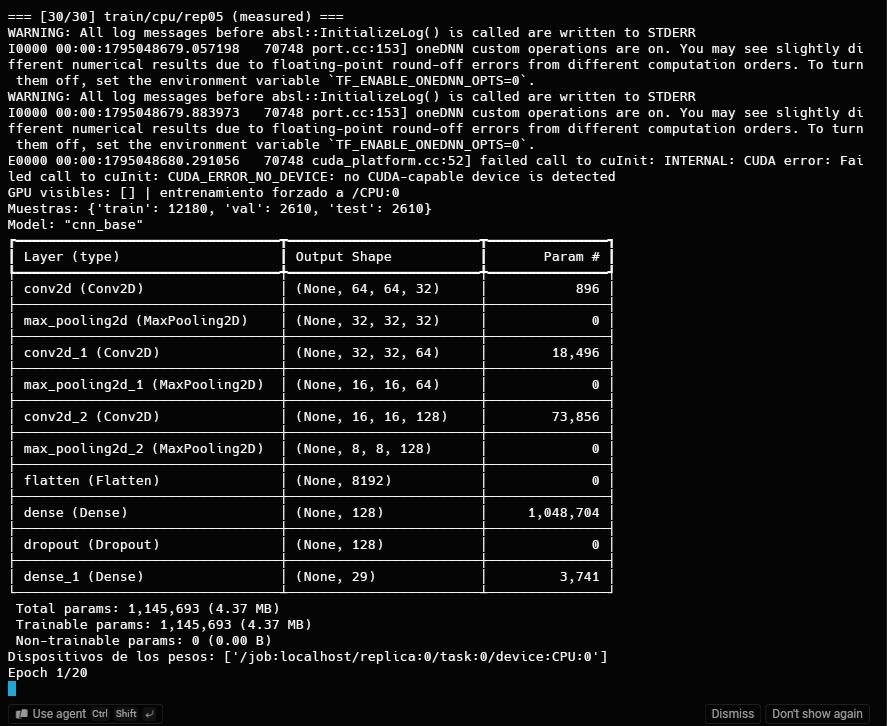 === [30/30] train/cpu/rep05 (measured) ===
WARNING: All log messages before absl::InitializeLog() is called are written to STDERR
I0000 00:00:1795048679.057198   70748 port.cc:153] oneDNN custom operations are on. You may see slightly di
fferent numerical results due to floating-point round-off errors from different computation orders. To turn
 them off, set the environment variable `TF_ENABLE_ONEDNN_OPTS=0`.
WARNING: All log messages before absl::InitializeLog() is called are written to STDERR
I0000 00:00:1795048679.883973   70748 port.cc:153] oneDNN custom operations are on. You may see slightly di
fferent numerical results due to floating-point round-off errors from different computation orders. To turn
 them off, set the environment variable `TF_ENABLE_ONEDNN_OPTS=0`.
E0000 00:00:1795048680.291056   70748 cuda_platform.cc:52] failed call to cuInit: INTERNAL: CUDA error: Fai
led call to cuInit: CUDA_ERROR_NO_DEVICE: no CUDA-capable device is detected
GPU visibles: [] | entrenamiento forzado a /CPU:0
Muestras: {'train': 12180, 'val': 2610, 'test': 2610}
Model: "cnn_base"
Layer (type) Output Shape Param #
conv2d (Conv2D) (None, 64, 64, 32) 896
max_pooling2d (MaxPooling2D) (None, 32, 32, 32) 0
conv2d_1 (Conv2D) (None, 32, 32, 64) 18,496
max_pooling2d_1 (MaxPooling2D) (None, 16, 16, 64) 0
conv2d_2 (Conv2D) (None, 16, 16, 128) 73,856
max_pooling2d_2 (MaxPooling2D) (None, 8, 8, 128) 0
flatten (Flatten) (None, 8192) 0
dense (Dense) (None, 128) 1,048,704
dropout (Dropout) (None, 128) 0
dense_1 (Dense) (None, 29) 3,741
Total params: 1,145,693 (4.37 MB)
Trainable params: 1,145,693 (4.37 MB)
Non-trainable params: 0 (0.00 B)
Dispositivos de los pesos: ['/job:localhost/replica:0/task:0/device:CPU:0']
Epoch 1/20
Use agent Ctrl Shift ⏎ Dismiss Don't show again